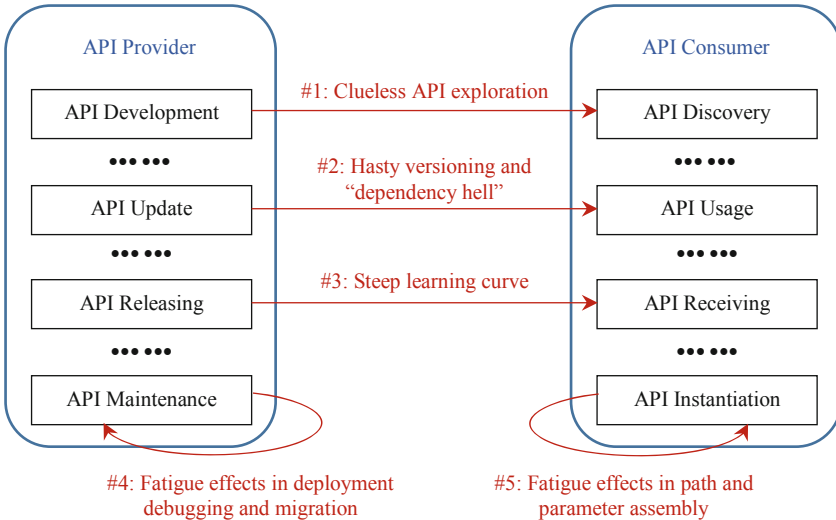 API Provider
API Consumer
API Development
#1: Clueless API exploration
API Discovery
#2: Hasty versioning and
“dependency hell”
API Update
API Usage
#3: Steep learning curve
API Releasing
API Receiving
API Maintenance
API Instantiation
#4: Fatigue effects in deployment
debugging and migration
#5: Fatigue effects in path and
parameter assembly